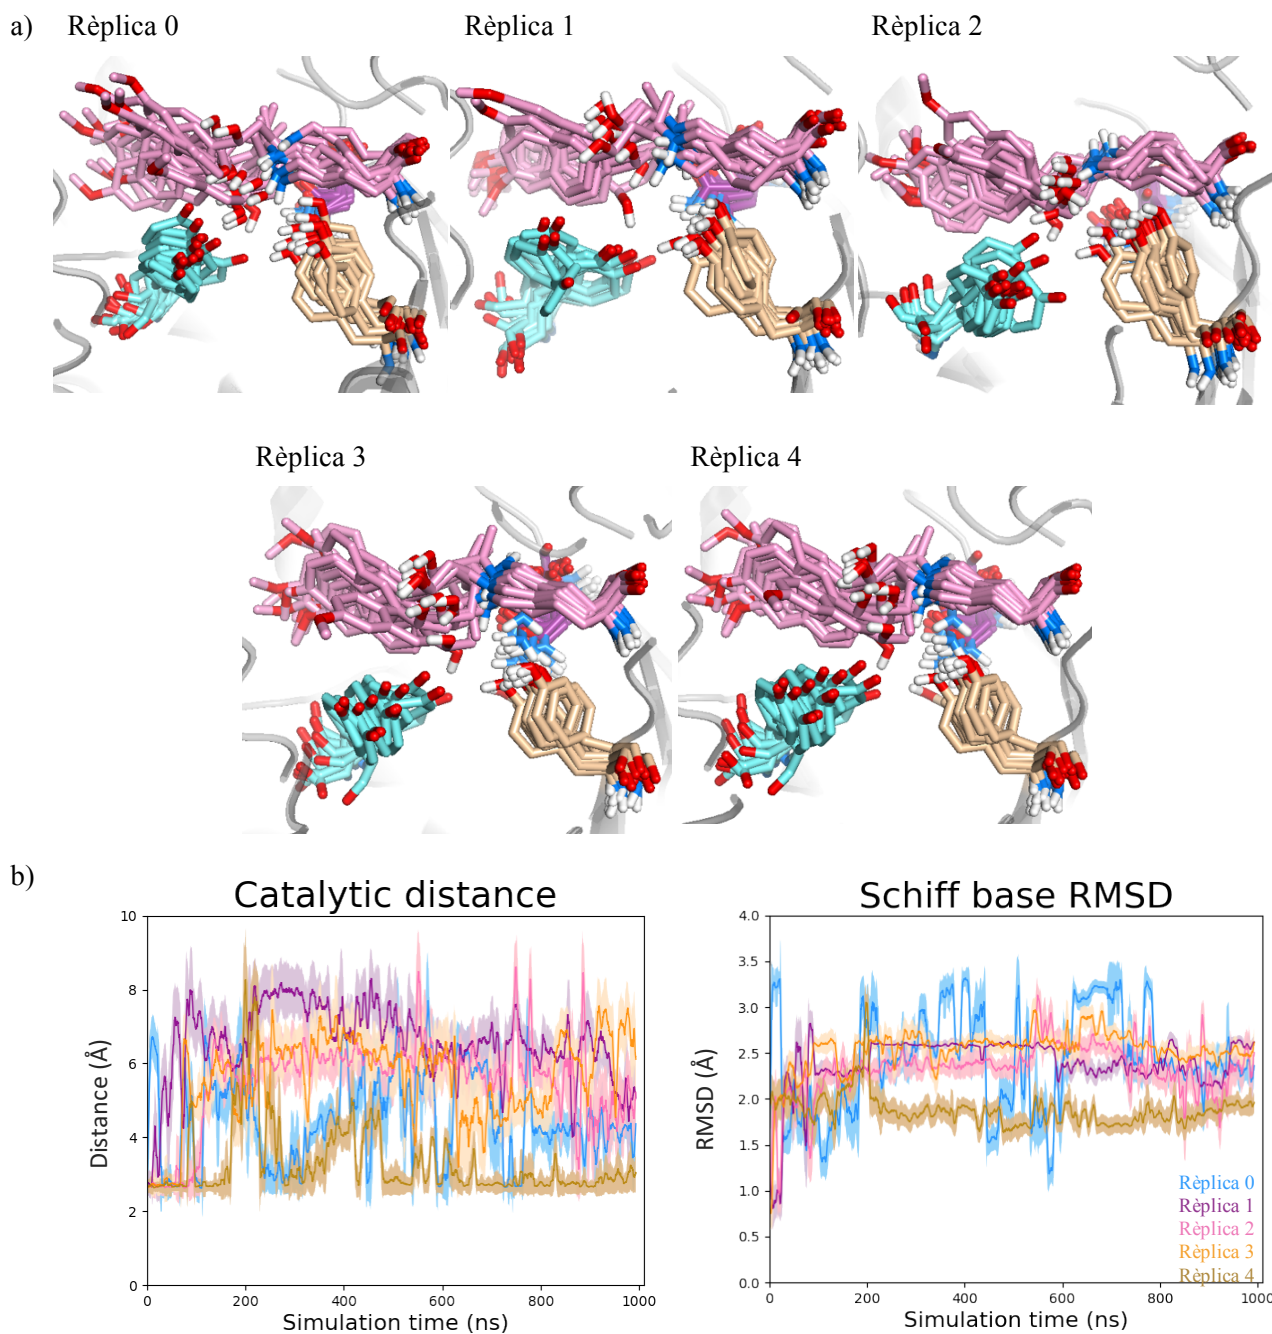 a) Rèplica 0 Rèplica 1 Rèplica 2
Rèplica 3 Rèplica 4
b)
Catalytic distance
Distance (Å)
10
8
6
4
2
0
0 200 400 600 800 1000
Simulation time (ns)
Schiff base RMSD
RMSD (Å)
4.0
3.5
3.0
2.5
2.0
1.5
1.0
0.5
0.0
Rèplica 0
Rèplica 1
Rèplica 2
Rèplica 3
Rèplica 4
0 200 400 600 800 1000
Simulation time (ns)